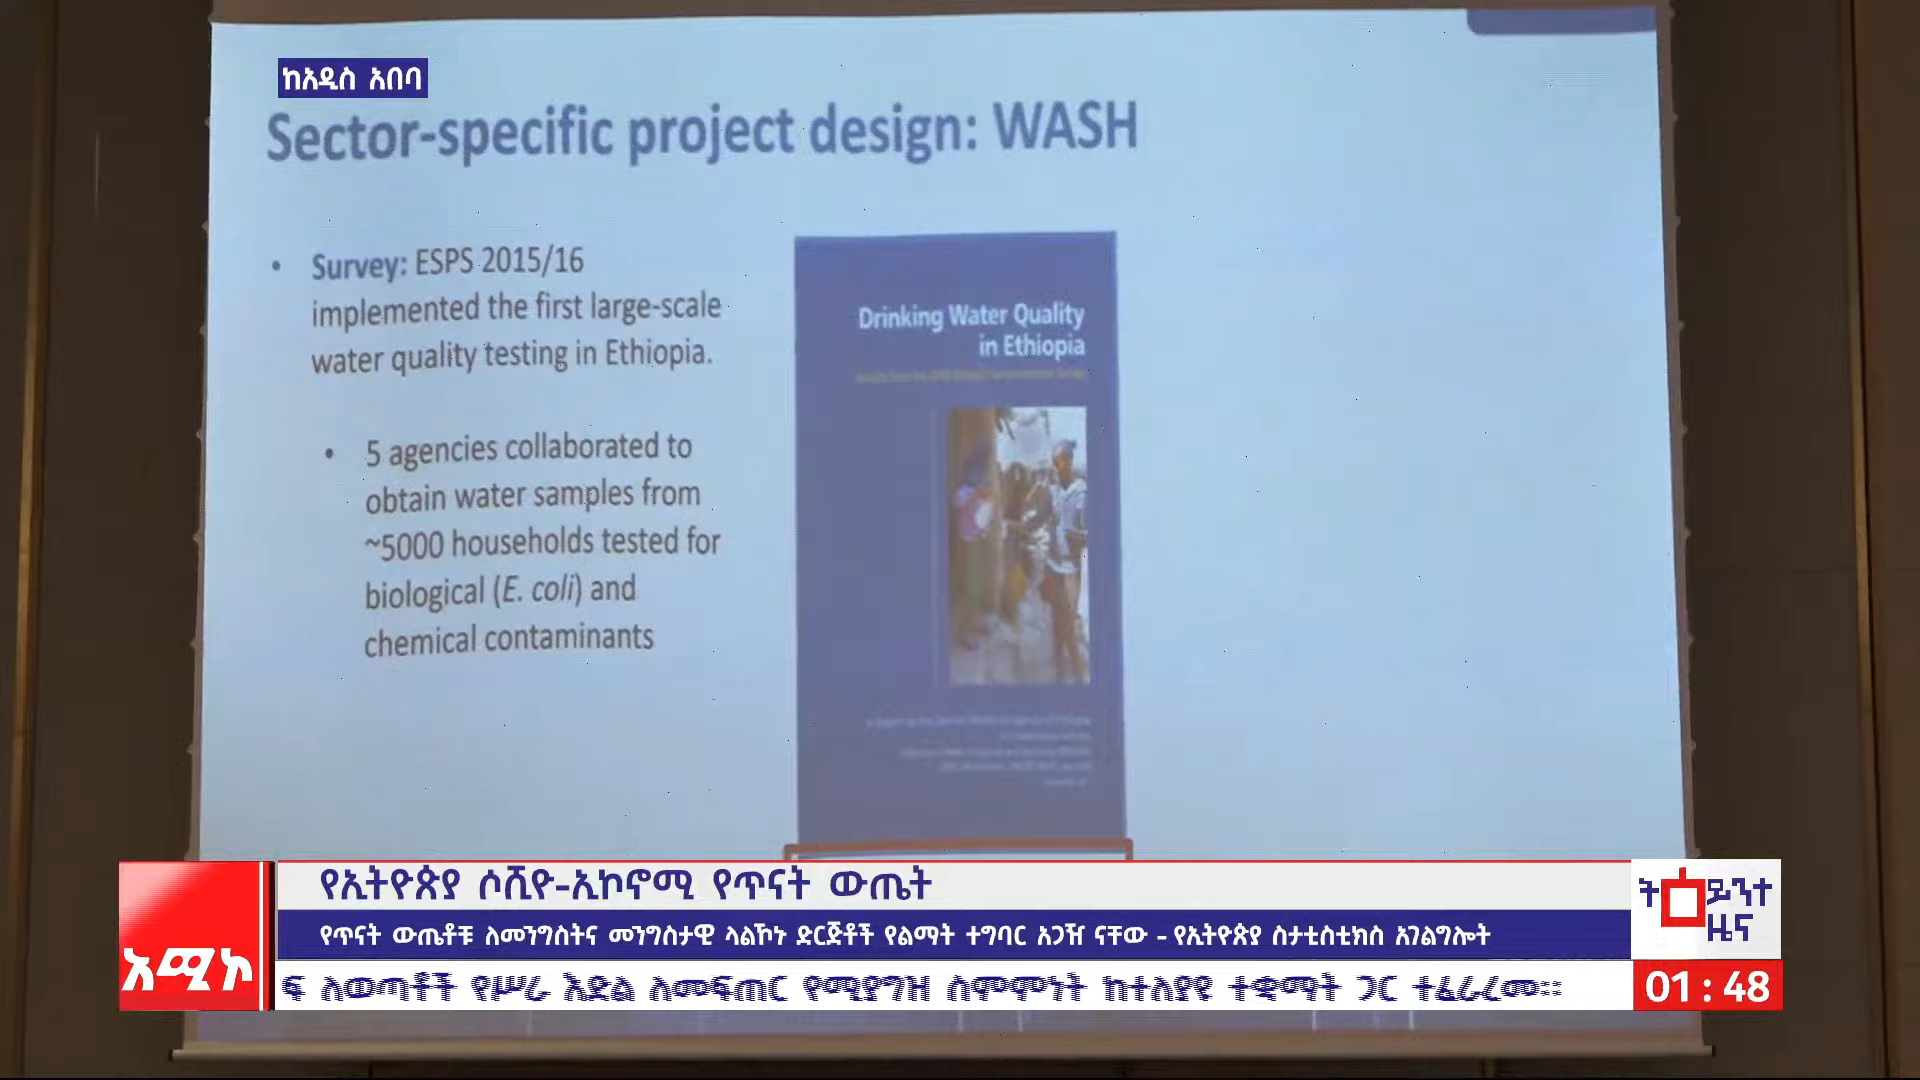 ከአዲስ አበባ
Sector-specific project design: WASH
• Survey: ESPS 2015/16
implemented the first large-scale
water quality testing in Ethiopia.
• 5 agencies collaborated to
obtain water samples from
~5000 households tested for
biological (E. coli) and
chemical contaminants
Drinking Water Quality
in Ethiopia
የኢትዮጵያ ሶሺዮ-ኢኮኖሚ የጥናት ውጤት
የጥናት ውጤቶቹ ለመንግስትና መንግስታዊ ላልኾኑ ድርጅቶች የልማት ተግባር አጋዥ ናቸው - የኢትዮጵያ ስታቲስቲክስ አገልግሎት
ፍ ለወጣቶች የሥራ እድል ለመፍጠር የሚያግዝ ስምምነት ከተለያዩ ተቋማት ጋር ተፈራረመ።
አሚኮ
ይንተ
ዜና
01:48